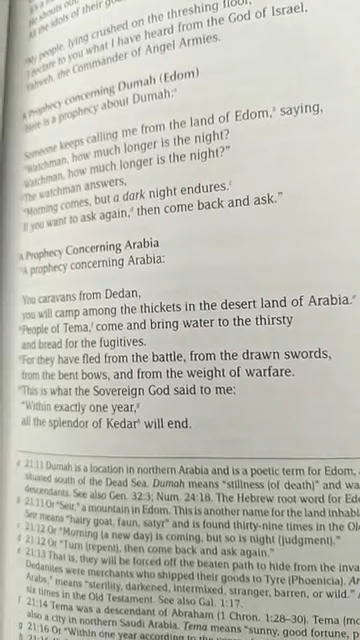 He shouts out,
All the idols of their go
My people, lying crushed on the threshing floor,
I declare to you what I have heard from the God of Israel,
Yahweh, the Commander of Angel Armies.
A Prophecy concerning Dumah (Edom)
Here is a prophecy about Dumah:
Someone keeps calling me from the land of Edom, saying,
"Watchman, how much longer is the night?
Watchman, how much longer is the night?"
The watchman answers,
"Morning comes, but a dark night endures.
If you want to ask again, then come back and ask."
A Prophecy Concerning Arabia
A prophecy concerning Arabia:
You caravans from Dedan,
you will camp among the thickets in the desert land of Arabia.
People of Tema, come and bring water to the thirsty
and bread for the fugitives.
For they have fled from the battle, from the drawn swords,
from the bent bows, and from the weight of warfare.
This is what the Sovereign God said to me:
"Within exactly one year,
all the splendor of Kedar will end.
21:11 Dumah is a location in northern Arabia and is a poetic term for Edom,
situated south of the Dead Sea. Dumah means "stillness (of death)" and wa
descendants. See also Gen. 32:3; Num. 24:18. The Hebrew root word for Ed
21:11 Or "Seir," a mountain in Edom. This is another name for the land inhabi
Seir means "hairy goat, faun, satyr" and is found thirty-nine times in the Ol
21:12 Or "Morning (a new day) is coming, but so is night (judgment)."
21:12 Or "Turn (repent), then come back and ask again."
21:13 That is, they will be forced off the beaten path to hide from the inva
Dedanites were merchants who shipped their goods to Tyre (Phoenicia). Ar
Arabs," means "sterility, darkened, intermixed, stranger, barren, or wild."
six times in the Old Testament. See also Gal. 1:17.
f 21:14 Tema was a descendant of Abraham (1 Chron. 1:28–30). Tema (mo
also a city in northern Saudi Arabia. Tema means "sunny, good fortune
g 21:16 Or "Within one year according to